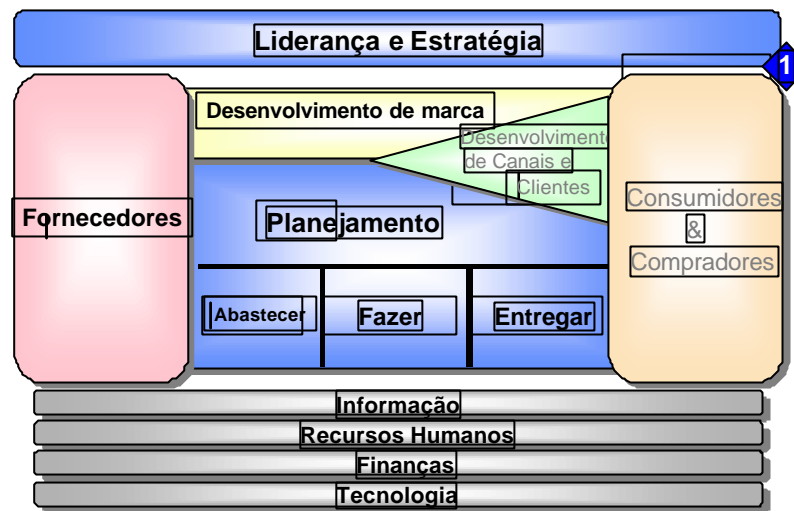 Liderança e Estratégia
1
Desenvolvimento de marca
Desenvolvimento
de Canais e
Clientes
Fornecedores
Planejamento
Consumidores
&
Compradores
Abastecer
Fazer
Entregar
Informação
Recursos Humanos
Finanças
Tecnologia